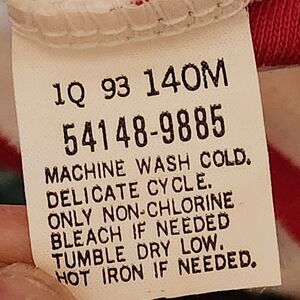 1Q 93 140M
54148-9885
MACHINE WASH COLD.
DELICATE CYCLE.
ONLY NON-CHLORINE
BLEACH IF NEEDED
TUMBLE DRY LOW.
HOT IRON IF NEEDED.